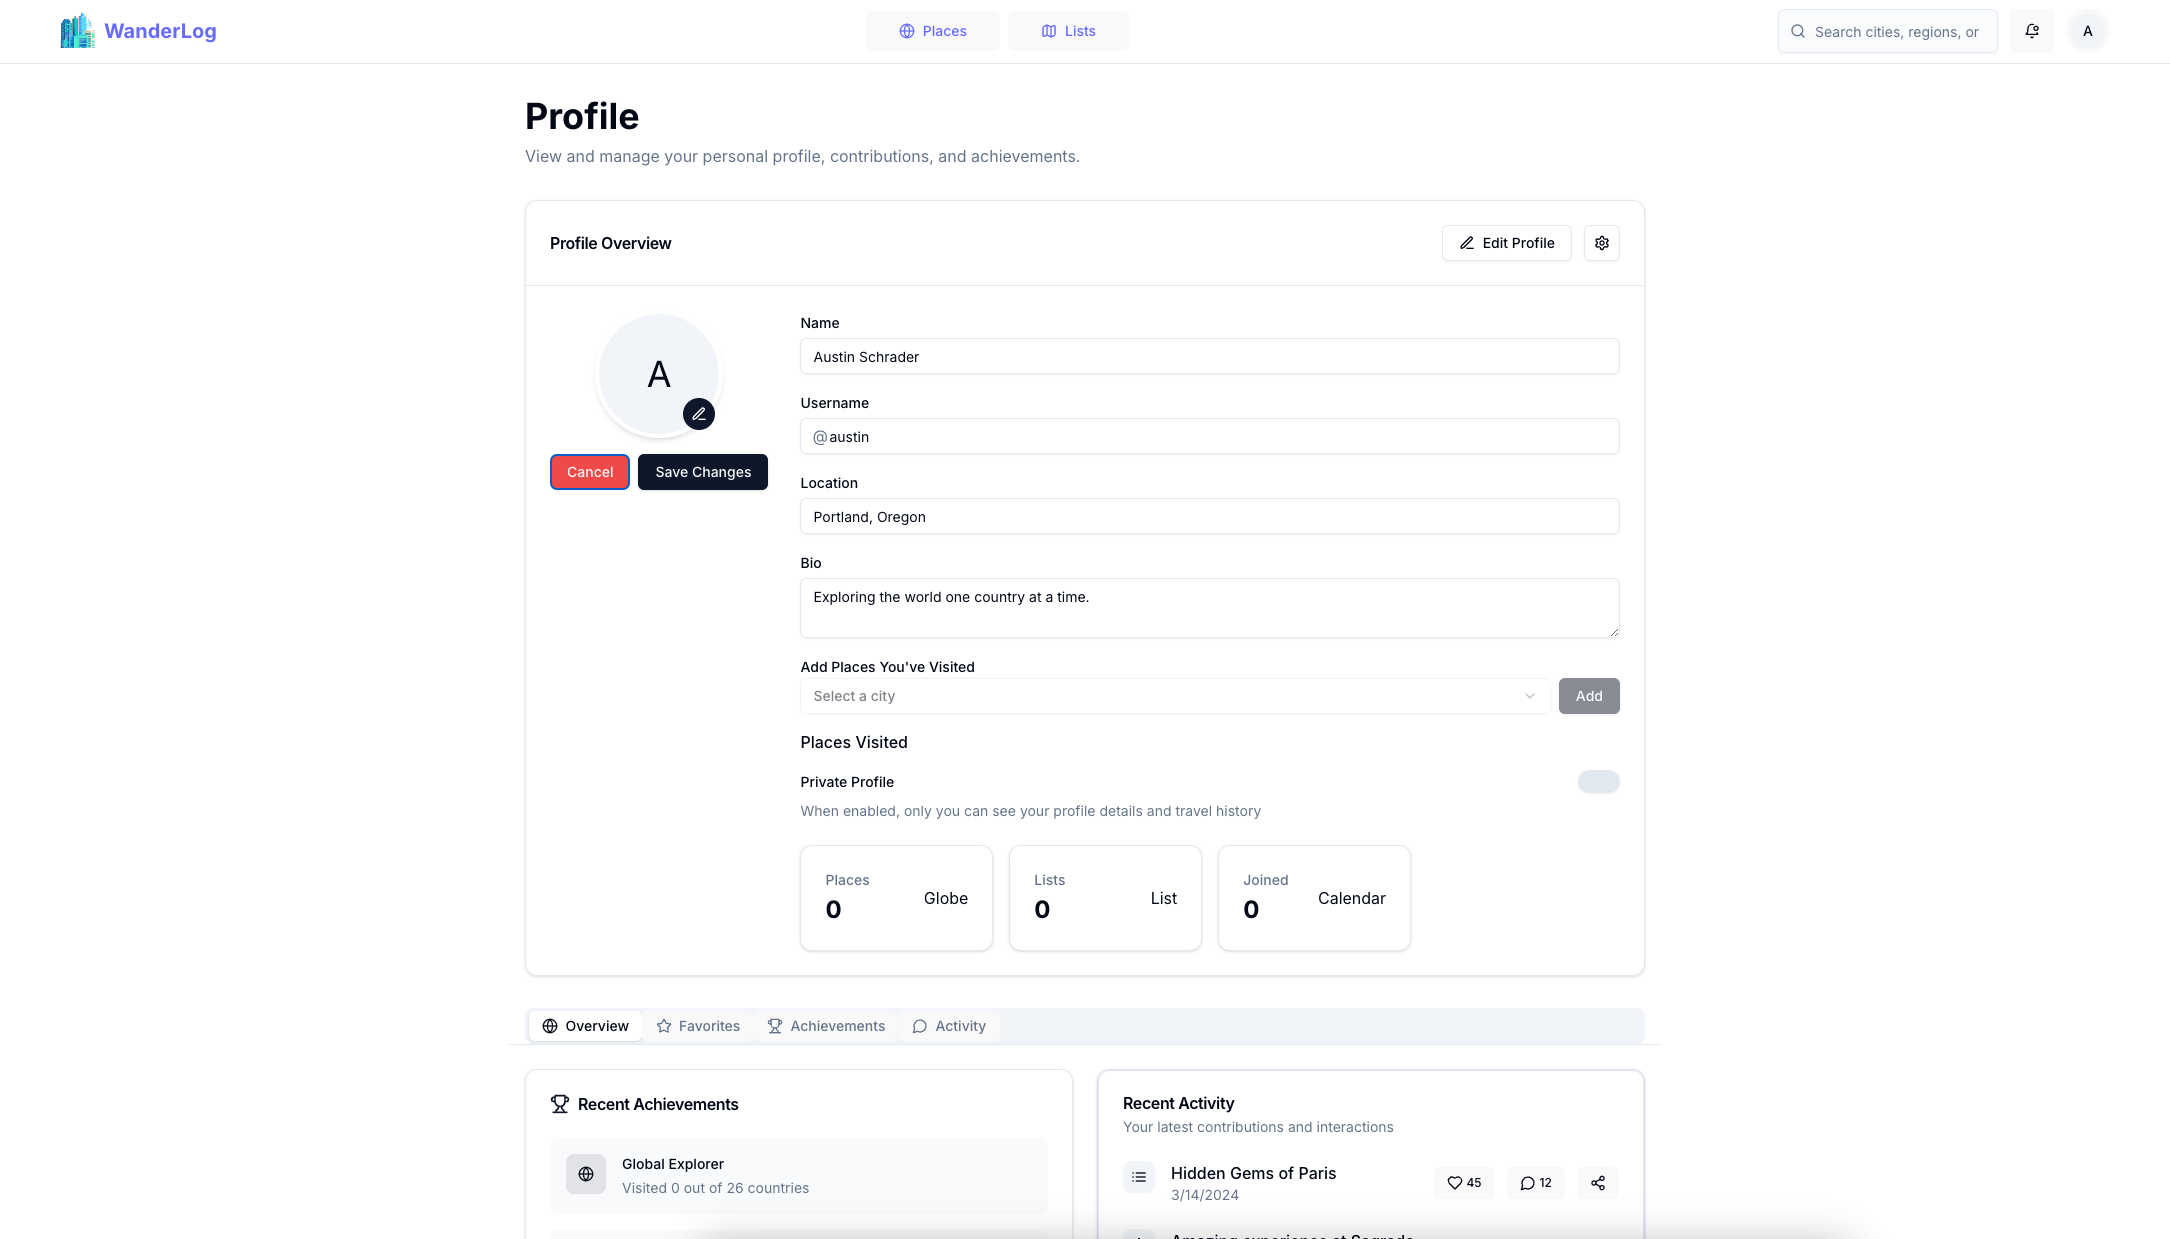 WanderLog
Places
Lists
Search cities, regions, or
A
Profile
View and manage your personal profile, contributions, and achievements.
Profile Overview
Edit Profile
A
Cancel
Save Changes
Name
Austin Schrader
Username
@austin
Location
Portland, Oregon
Bio
Exploring the world one country at a time.
Add Places You've Visited
Select a city
Add
Places Visited
Private Profile
When enabled, only you can see your profile details and travel history
Places
0
Globe
Lists
0
List
Joined
0
Calendar
Overview
Favorites
Achievements
Activity
Recent Achievements
Global Explorer
Visited 0 out of 26 countries
Recent Activity
Your latest contributions and interactions
Hidden Gems of Paris
3/14/2024
45
12
Amazing experience at Sagrada